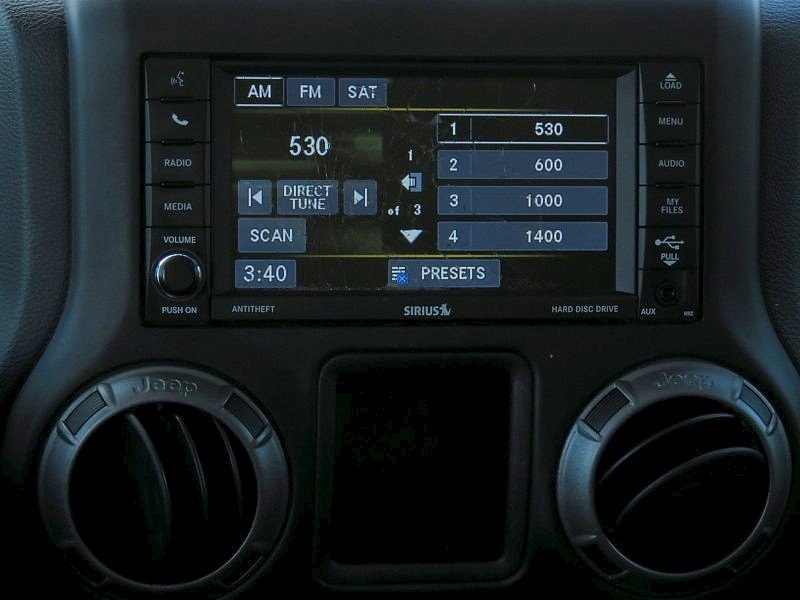 AM FM SAT
530
DIRECT
TUNE
SCAN
3:40
1
of 3
1 530
2 600
3 1000
4 1400
PRESETS
RADIO
MEDIA
VOLUME
PUSH ON
LOAD
MENU
AUDIO
MY
FILES
PULL
AUX
ANTITHEFT
SIRIUS
HARD DISC DRIVE
Jeep
Jeep